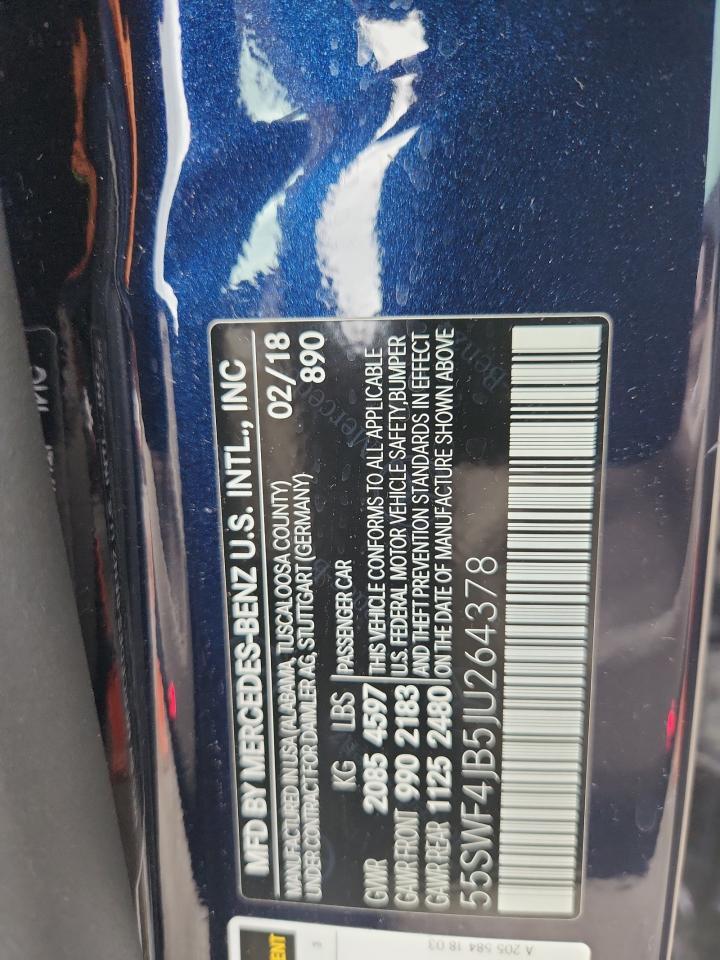 MFD BY MERCEDES-BENZ U.S. INTL., INC
MANUFACTURED IN USA (ALABAMA, TUSCALOOSA COUNTY) 02/18
UNDER CONTRACT FOR DAIMLER AG, STUTTGART (GERMANY) 890
KG LBS PASSENGER CAR
GVWR 2085 4597 THIS VEHICLE CONFORMS TO ALL APPLICABLE
GAWR FRONT 990 2183 U.S. FEDERAL MOTOR VEHICLE SAFETY, BUMPER
GAWR REAR 1125 2480 AND THEFT PREVENTION STANDARDS IN EFFECT
ON THE DATE OF MANUFACTURE SHOWN ABOVE
55SWF4JB5JU264378
A 205 584 18 03